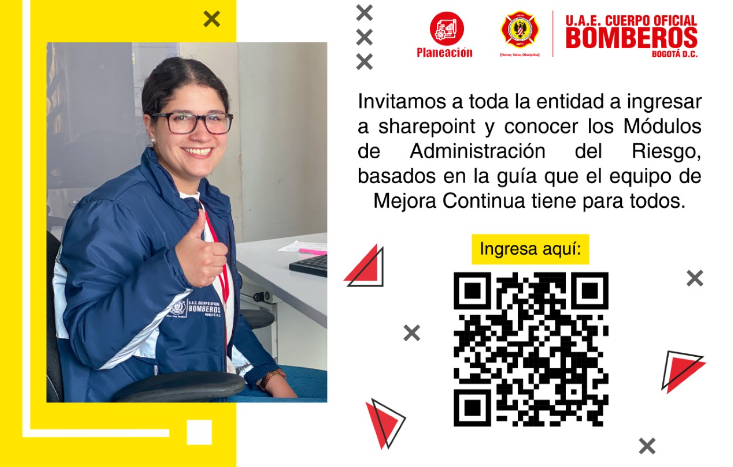 Planeación
U.A.E. CUERPO OFICIAL
BOMBEROS
BOGOTÁ D.C.
Invitamos a toda la entidad a ingresar
a sharepoint y conocer los Módulos
de Administración del Riesgo,
basados en la guía que el equipo de
Mejora Continua tiene para todos.
Ingresa aquí:
U.A.E. CUERPO OFICIAL
BOMBEROS
BOGOTÁ D.C.